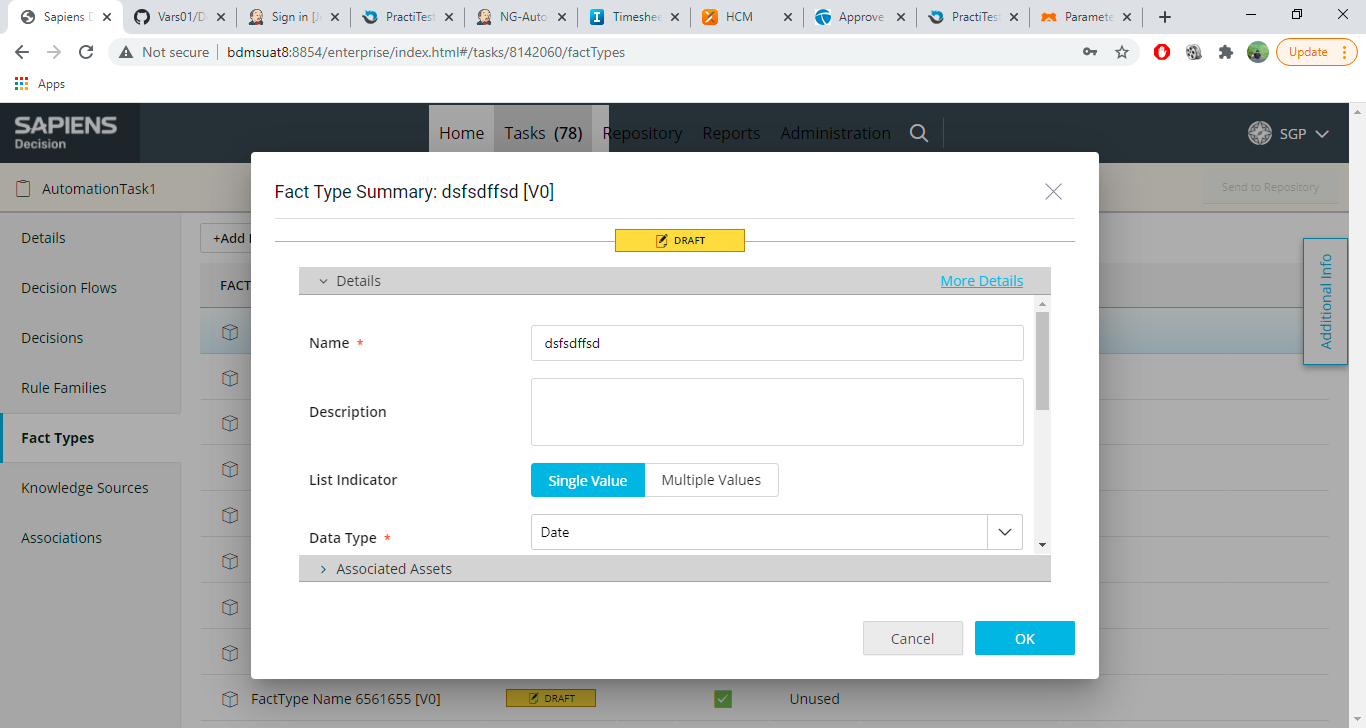 Sapiens D
Vars01/D
Sign in [J
PractiTest
NG-Auto
Timeshee
HCM
Approve
PractiTest
Paramete
Not secure
bdmsuat8:8854/enterprise/index.html#/tasks/8142060/factTypes
Update
Apps
SAPIENS
Decision
Home
Tasks (78)
Repository
Reports
Administration
SGP
AutomationTask1
Send to Repository
Details
Decision Flows
Decisions
Rule Families
Fact Types
Knowledge Sources
Associations
+Add
FACT
Additional Info
Fact Type Summary: dsfsdffsd [V0]
DRAFT
Details
More Details
Name *
dsfsdffsd
Description
List Indicator
Single Value
Multiple Values
Data Type *
Date
Associated Assets
Cancel
OK
FactType Name 6561655 [V0]
DRAFT
Unused